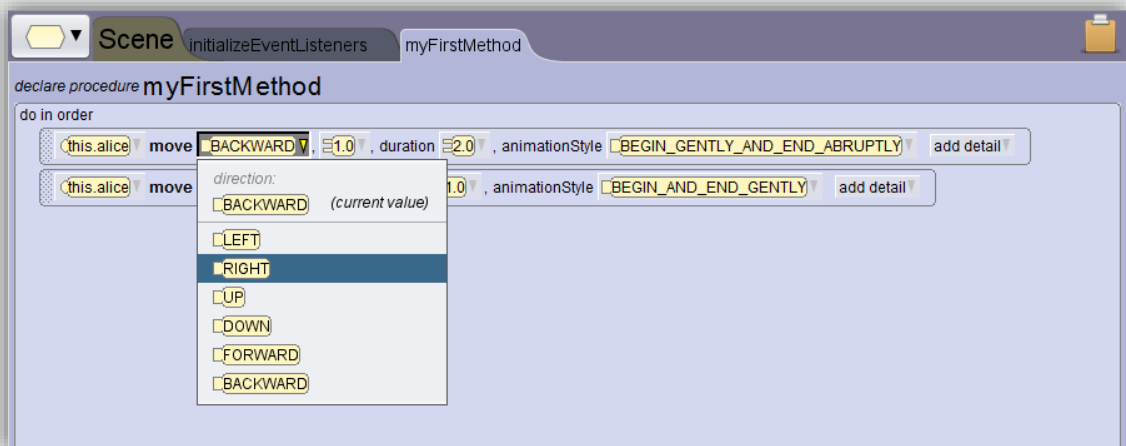 Scene initializeEventListeners myFirstMethod
declare procedure myFirstMethod
do in order
this.alice move BACKWARD , 1.0 , duration 2.0 , animationStyle BEGIN_GENTLY_AND_END_ABRUPTLY add detail
this.alice move 1.0 , animationStyle BEGIN_AND_END_GENTLY add detail
direction:
BACKWARD (current value)
LEFT
RIGHT
UP
DOWN
FORWARD
BACKWARD